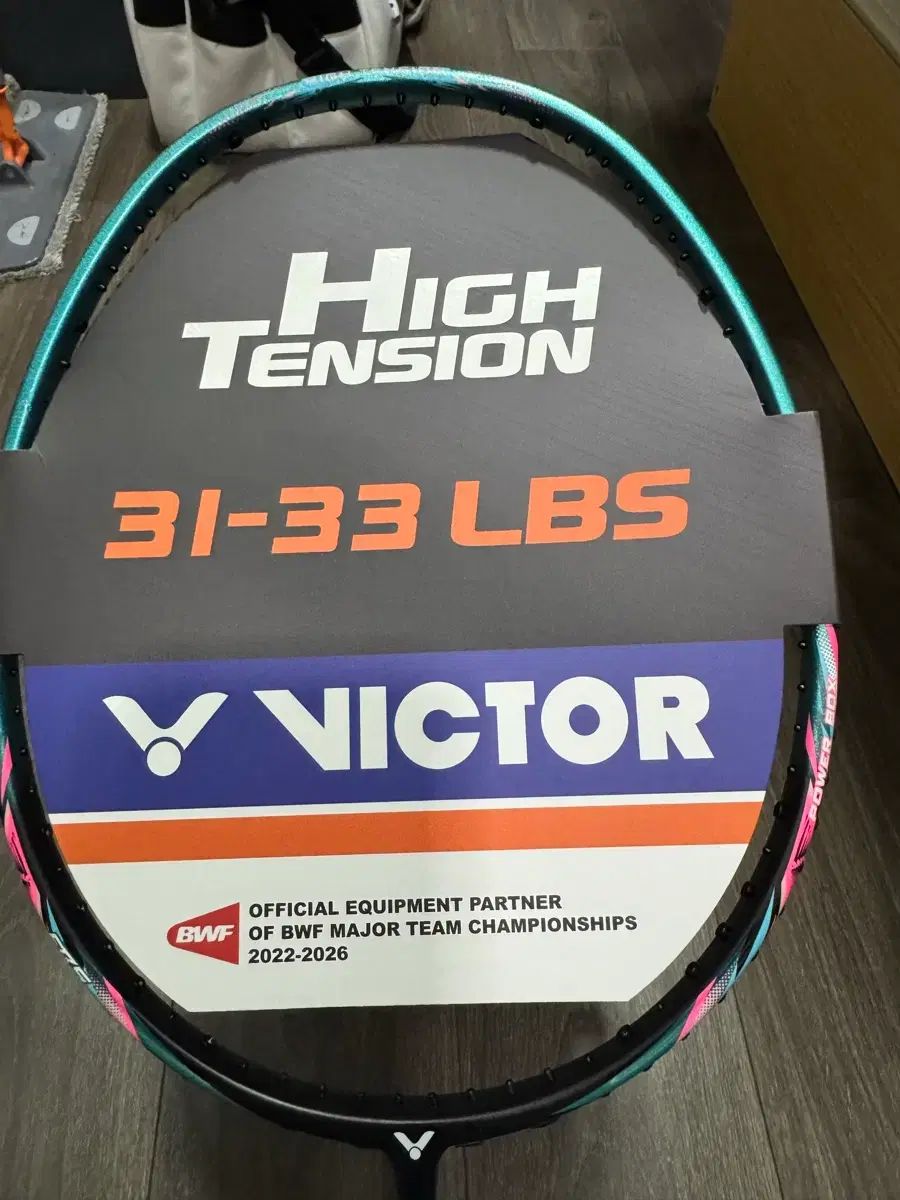 HIGH
TENSION
31-33 LBS
VICTOR
BWF
OFFICIAL EQUIPMENT PARTNER
OF BWF MAJOR TEAM CHAMPIONSHIPS
2022-2026
POWER BOX